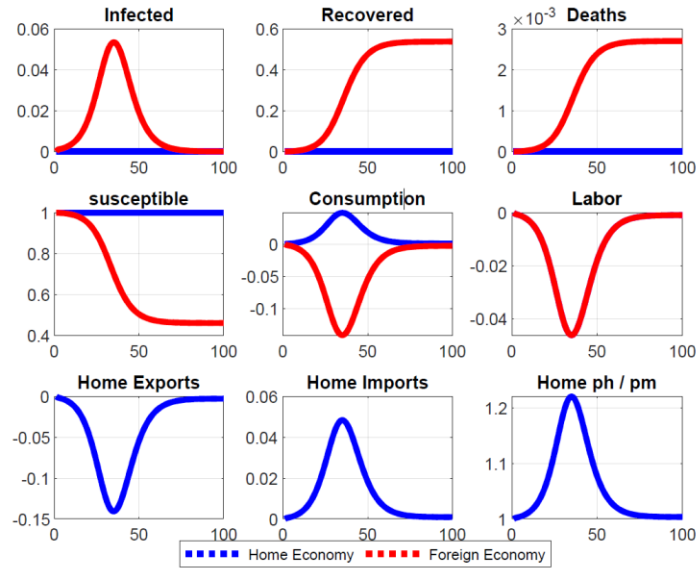 Infected
Recovered
Deaths
0.06
0.04
0.02
0
0 50 100
0.6
0.4
0.2
0
0 50 100
3 ×10⁻³
2
1
0
0 50 100
susceptible
Consumption
Labor
1
0.8
0.6
0.4
0 50 100
0
-0.05
-0.1
0 50 100
0
-0.02
-0.04
0 50 100
Home Exports
Home Imports
Home ph / pm
0
-0.05
-0.1
-0.15
0 50 100
0.06
0.04
0.02
0
0 50 100
1.2
1.1
1
0 50 100
Home Economy
Foreign Economy